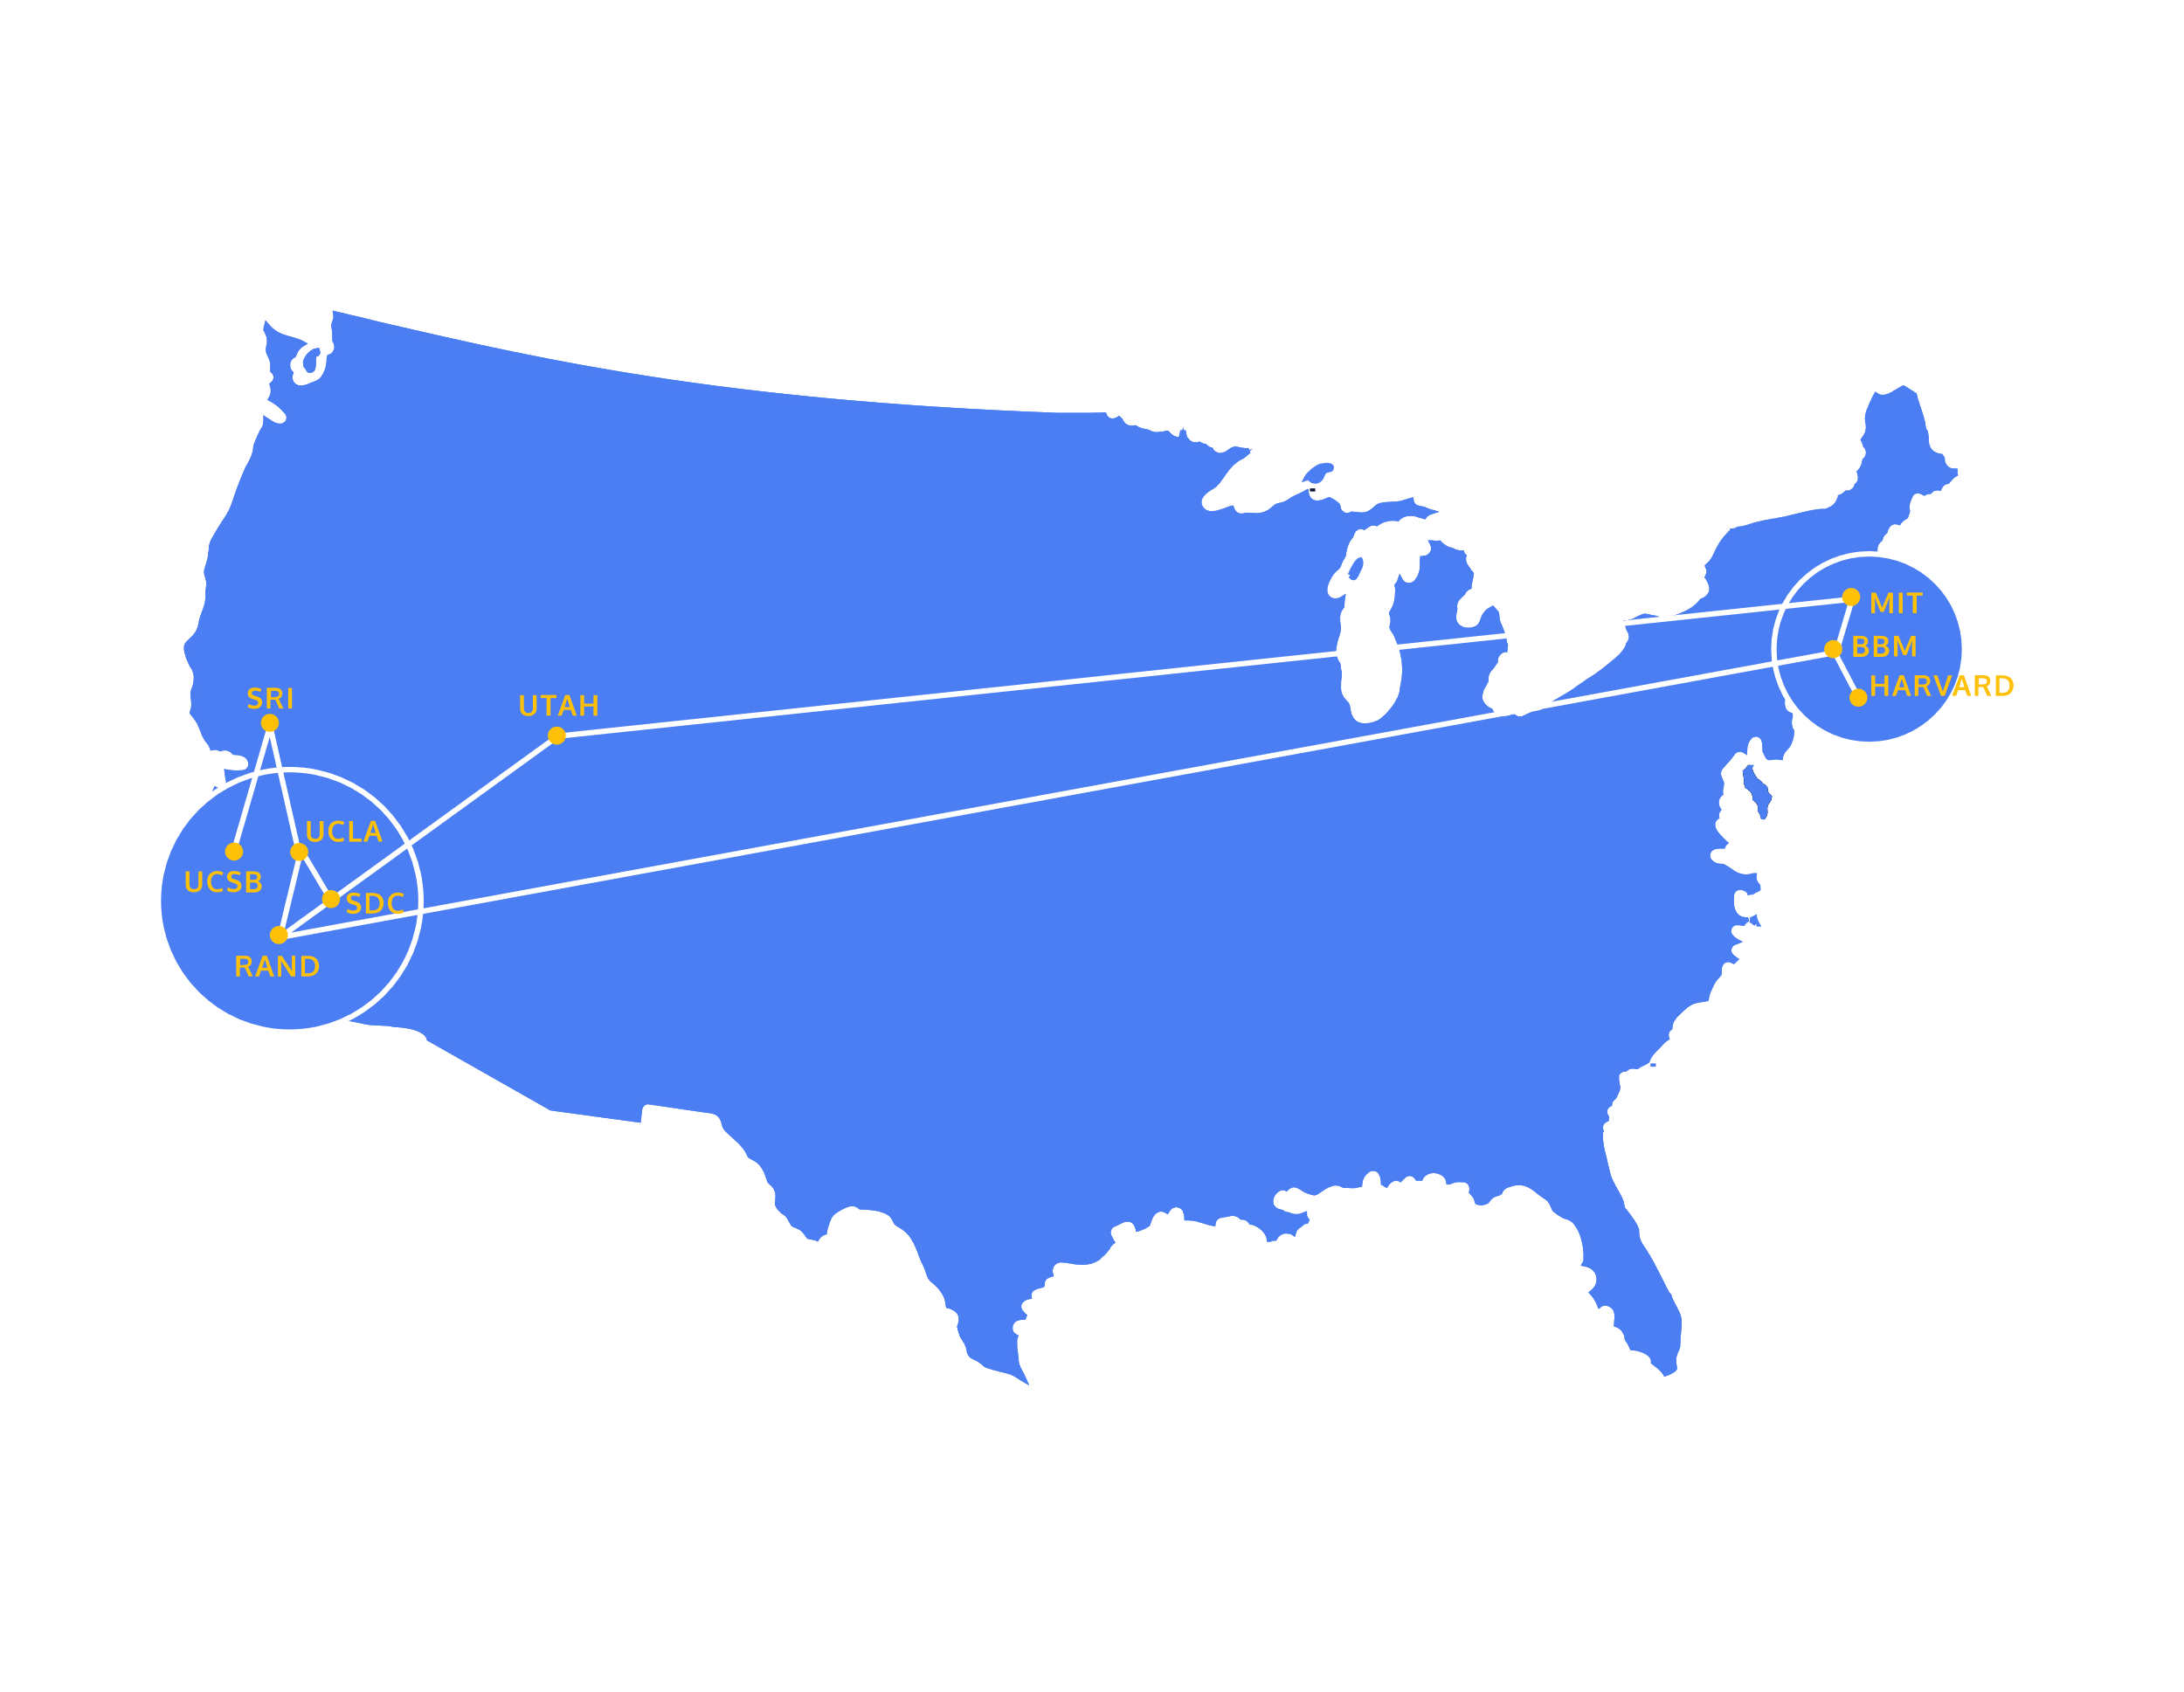 MIT
BBM
HARVARD
SRI
UTAH
UCLA
UCSB
SDC
RAND